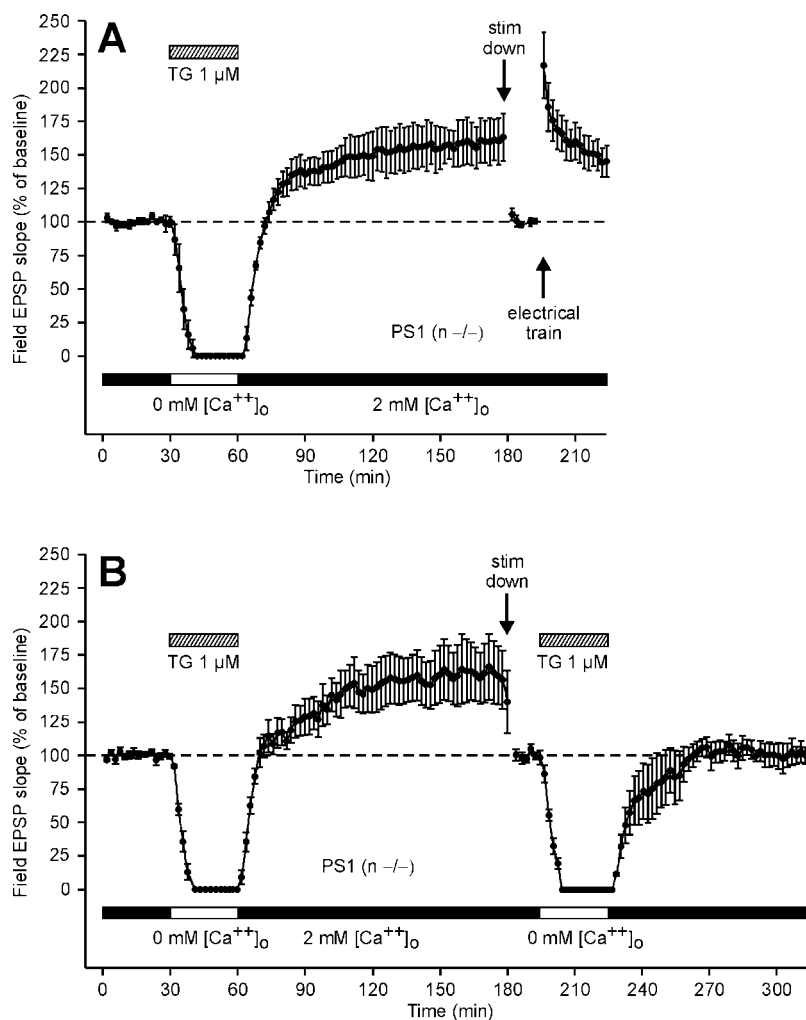 A
250
225
200
175
150
125
100
75
50
25
0
Field EPSP slope (% of baseline)
TG 1 µM
stim
down
electrical
train
PS1 (n –/–)
0 mM [Ca++]o
2 mM [Ca++]o
0 30 60 90 120 150 180 210
Time (min)
B
250
225
200
175
150
125
100
75
50
25
0
Field EPSP slope (% of baseline)
stim
down
TG 1 µM
TG 1 µM
PS1 (n –/–)
0 mM [Ca++]o
2 mM [Ca++]o
0 mM [Ca++]o
0 30 60 90 120 150 180 210 240 270 300
Time (min)